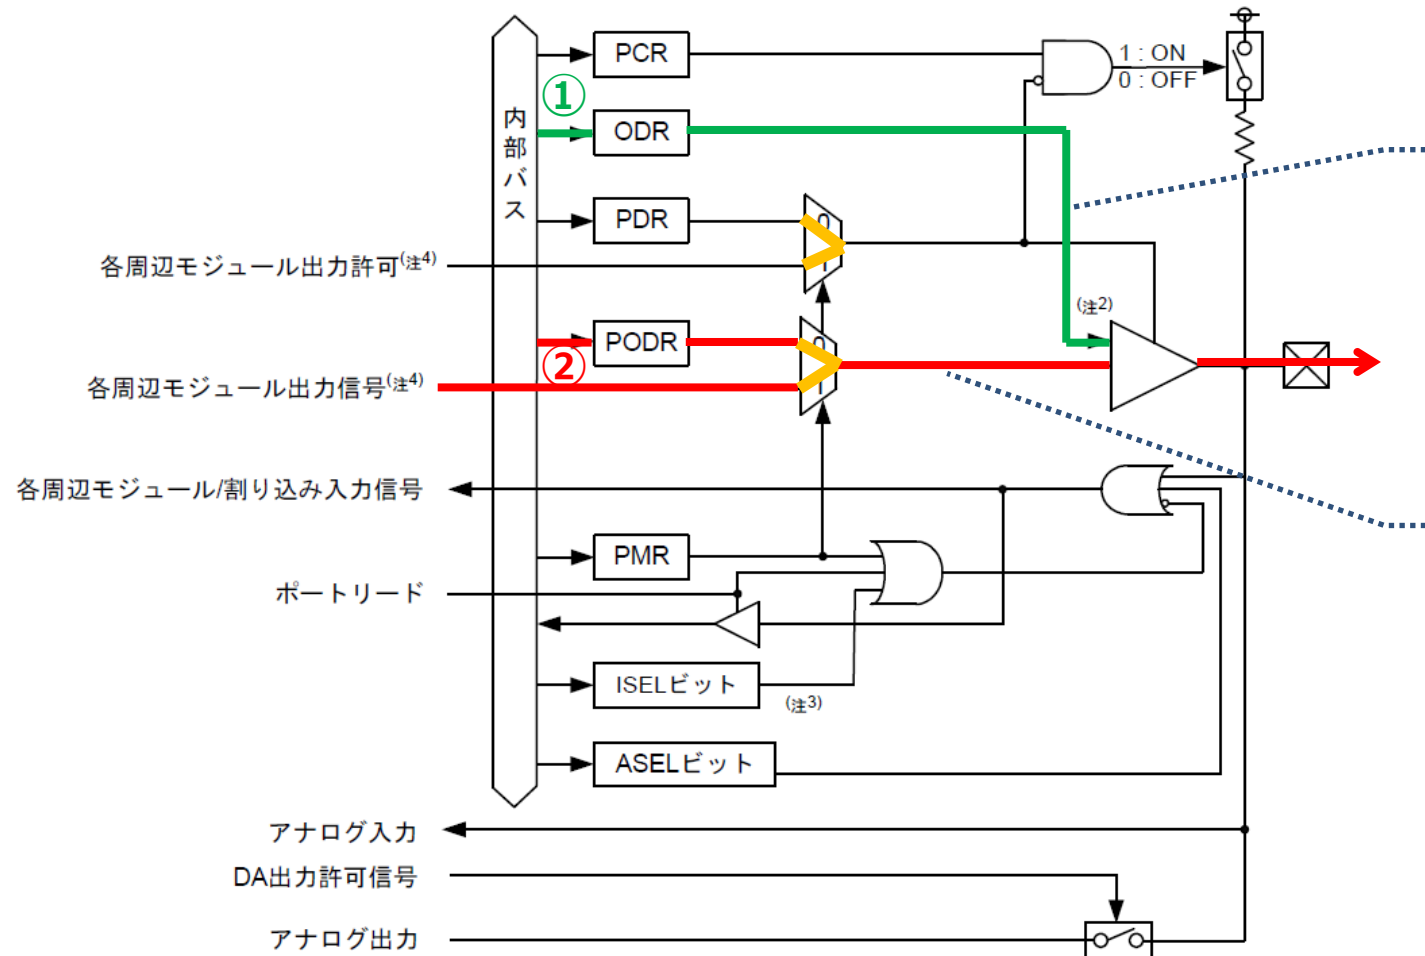 PCR
1 : ON
0 : OFF
①
ODR
内部バス
PDR
各周辺モジュール出力許可(注4)
0
1
(注2)
PODR
②
各周辺モジュール出力信号(注4)
0
1
各周辺モジュール/割り込み入力信号
PMR
ポートリード
ISELビット
(注3)
ASELビット
アナログ入力
DA出力許可信号
アナログ出力